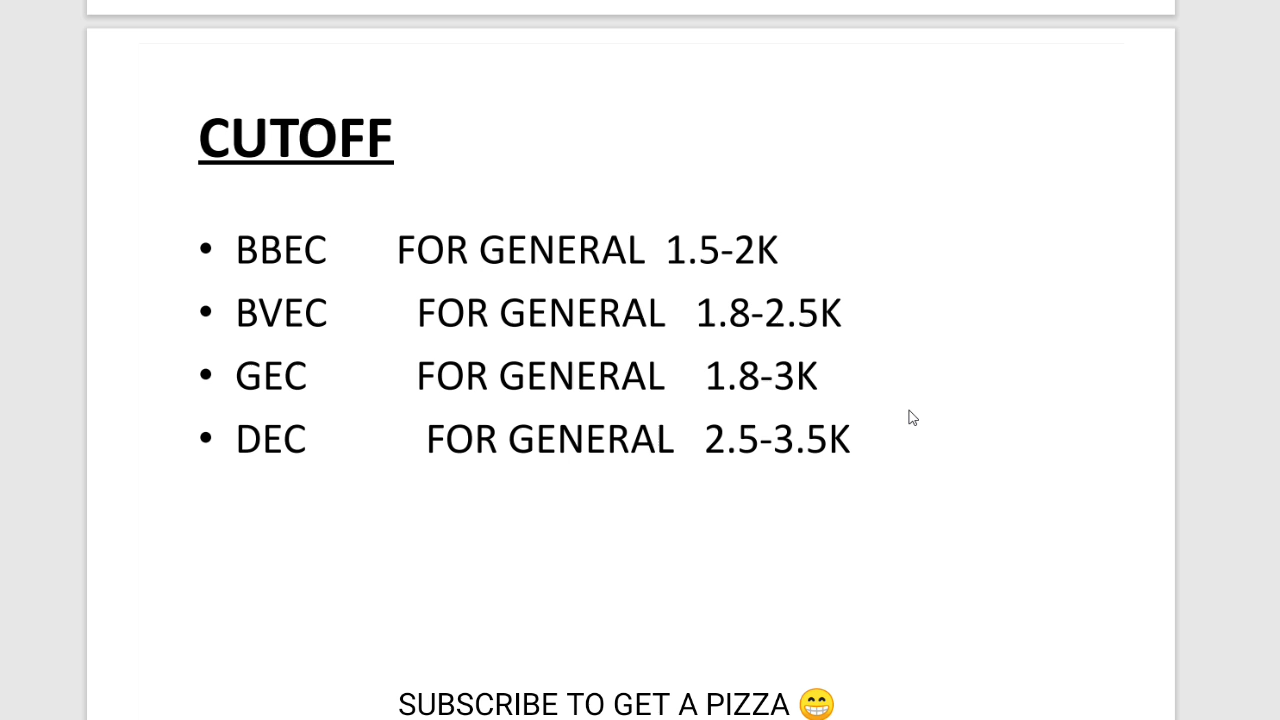 CUTOFF
• BBEC FOR GENERAL 1.5-2K
• BVEC FOR GENERAL 1.8-2.5K
• GEC FOR GENERAL 1.8-3K
• DEC FOR GENERAL 2.5-3.5K
SUBSCRIBE TO GET A PIZZA 😁